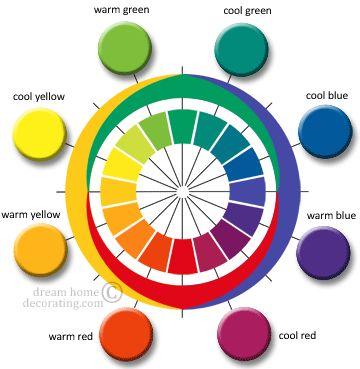 warm green
cool green
cool yellow
cool blue
warm yellow
warm blue
dream home ©
decorating.com
warm red
cool red